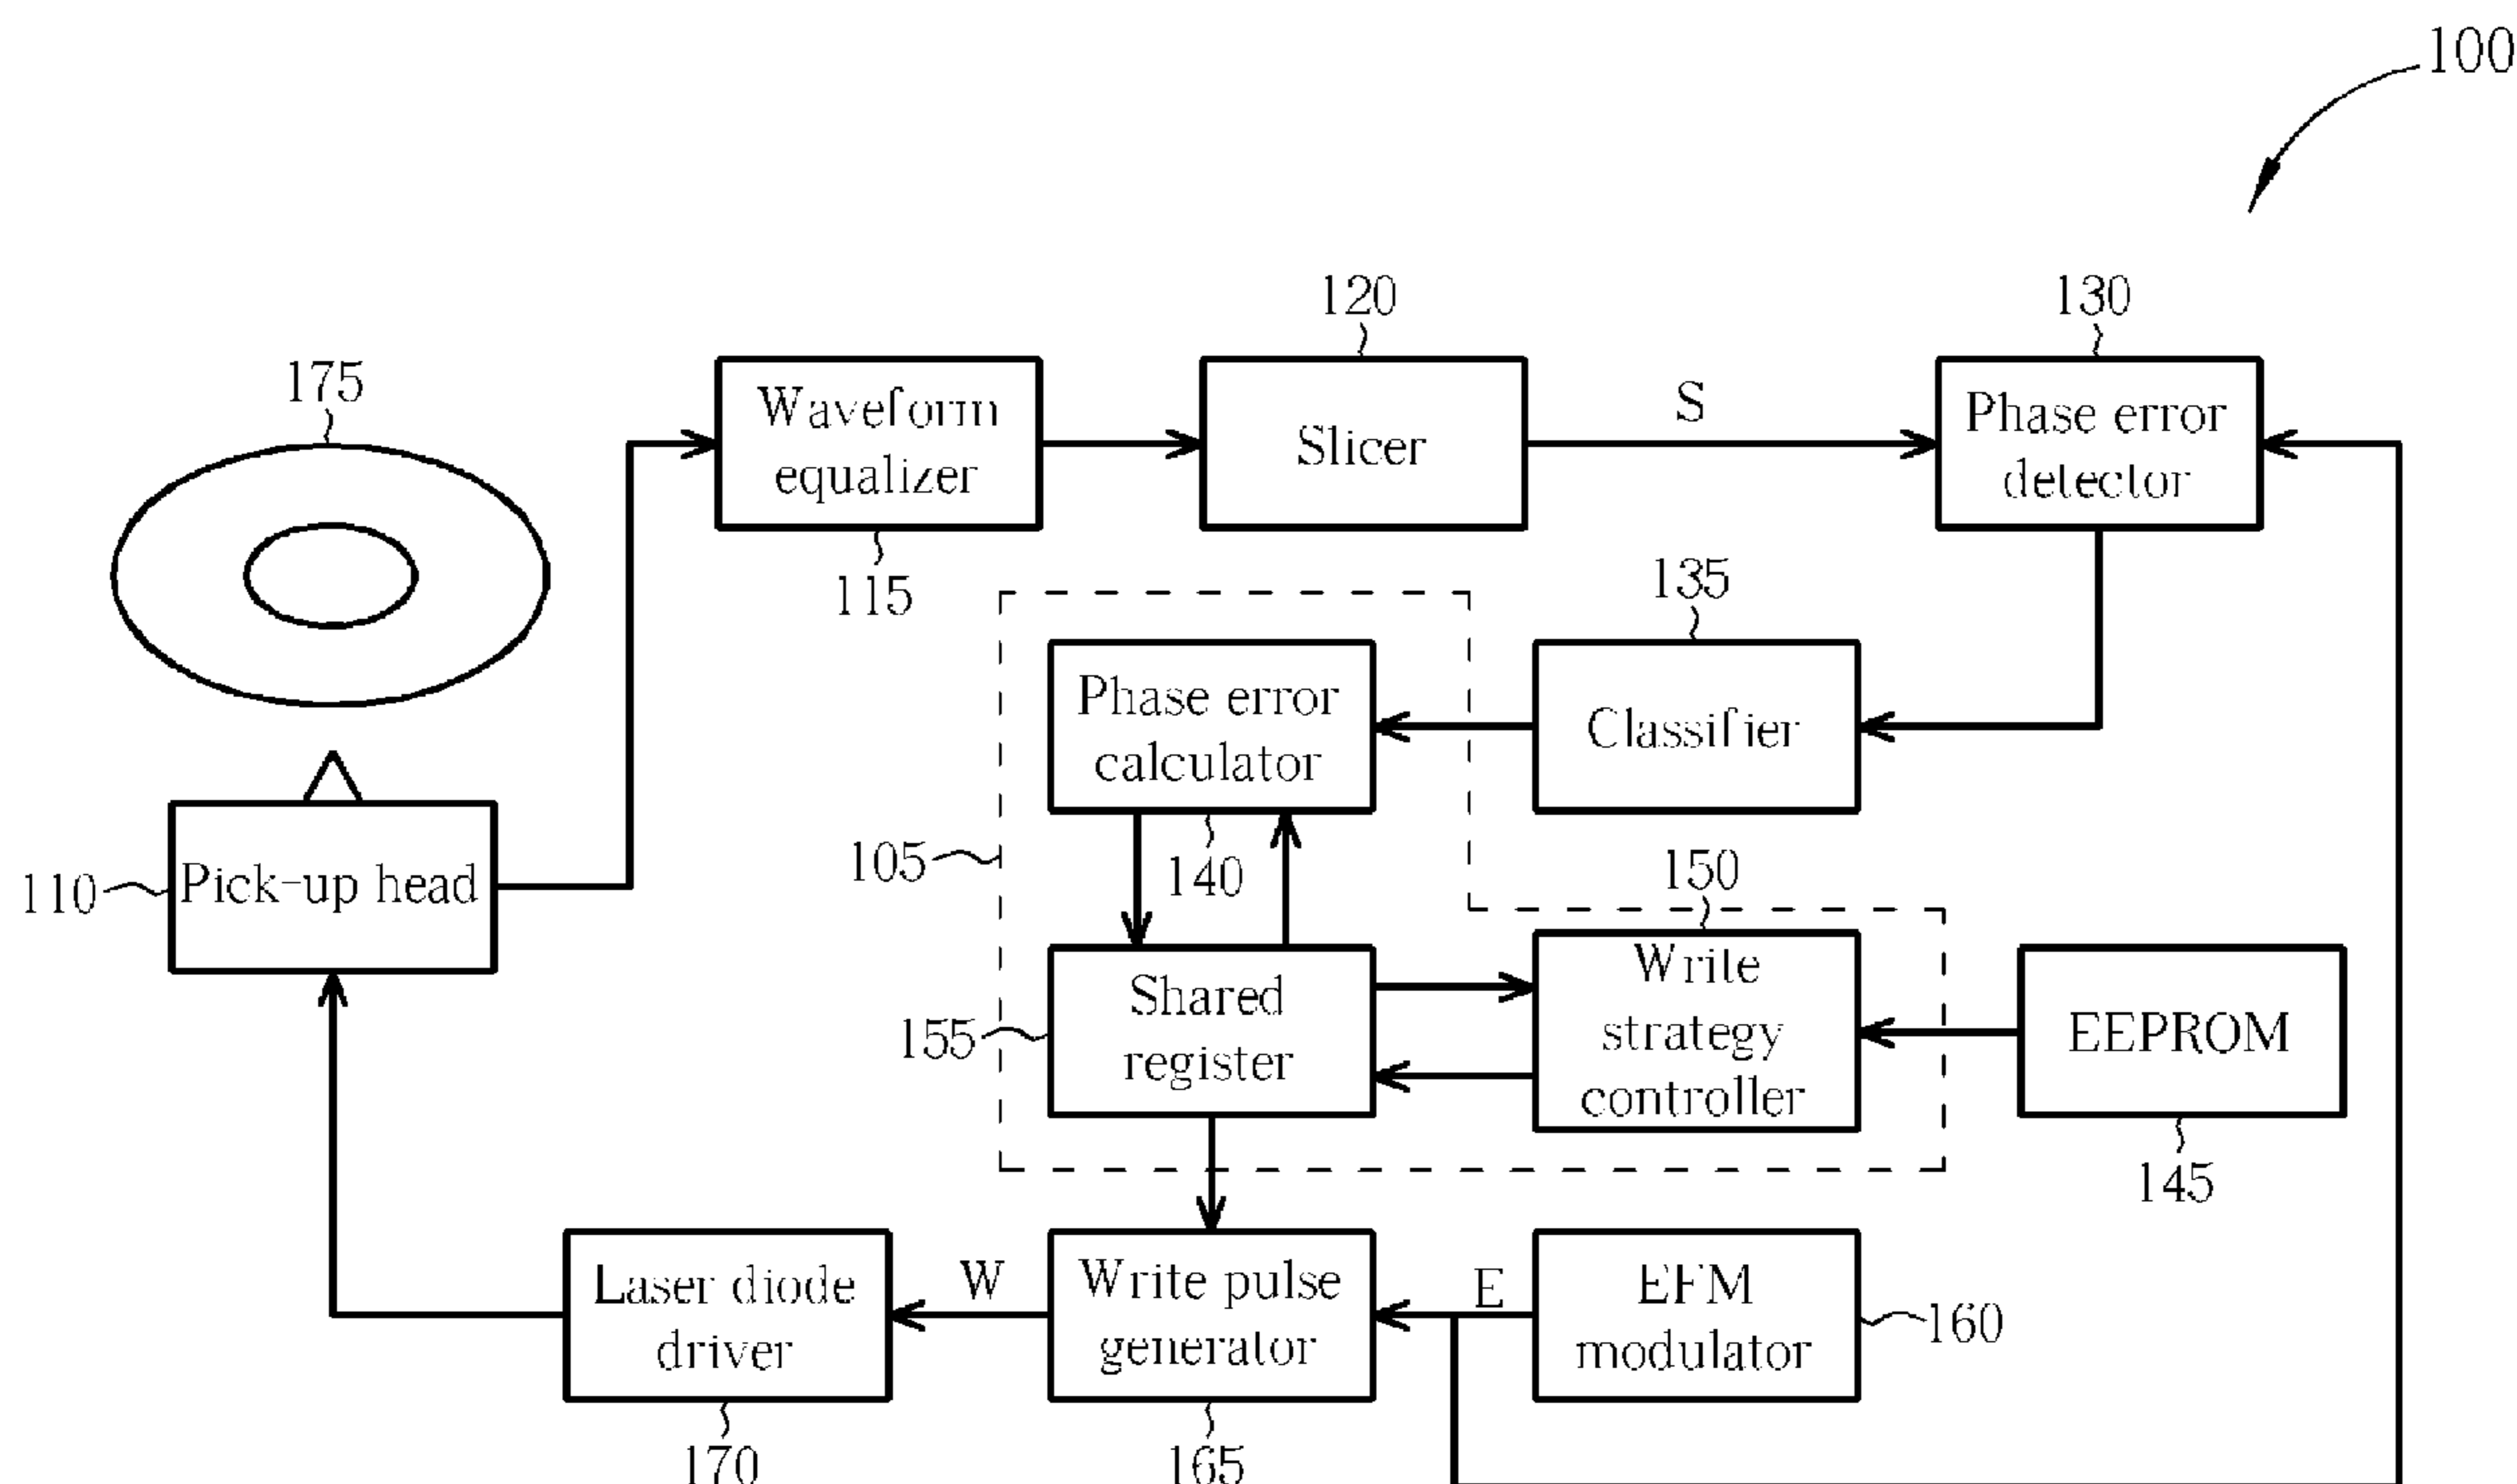 100
120
130
175
Waveform
equalizer
Slicer
S
Phase error
detector
115
135
Phase error
calculator
Classifier
105
140
150
110
Pick-up head
155
Shared
register
Write
strategy
controller
EEPROM
145
Laser diode
driver
W
Write pulse
generator
E
EFM
modulator
160
170
165